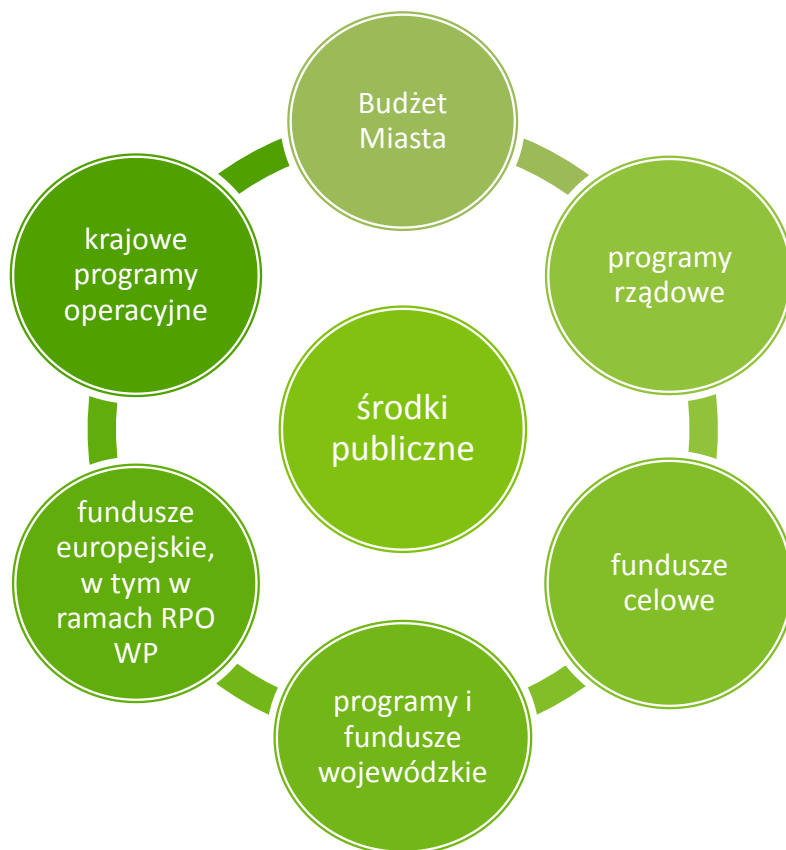 Budżet
Miasta
programy
rządowe
fundusze
celowe
programy i
fundusze
wojewódzkie
fundusze
europejskie,
w tym w
ramach RPO
WP
krajowe
programy
operacyjne
środki
publiczne